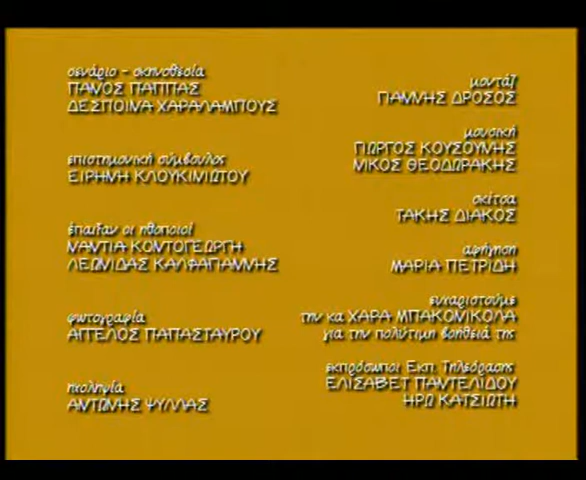 σενάριο - σκηνοθεσία
ΠΑΝΟΣ ΠΑΠΠΑΣ
ΔΕΣΠΟΙΝΑ ΧΑΡΑΛΑΜΠΟΥΣ
επιστημονική σύμβουλος
ΕΙΡΗΝΗ ΚΛΟΥΚΙΝΙΩΤΟΥ
έπαιξαν οι ηθοποιοί
ΝΑΝΤΙΑ ΚΟΝΤΟΓΕΩΡΓΗ
ΛΕΩΝΙΔΑΣ ΚΑΛΦΑΓΙΑΝΝΗΣ
φωτογραφία
ΑΓΓΕΛΟΣ ΠΑΠΑΣΤΑΥΡΟΥ
ηχοληψία
ΑΝΤΩΝΗΣ ΨΥΛΛΑΣ
μοντάζ
ΓΙΑΝΝΗΣ ΔΡΟΣΟΣ
μουσική
ΓΙΩΡΓΟΣ ΚΟΥΣΟΥΝΗΣ
ΝΙΚΟΣ ΘΕΟΔΩΡΑΚΗΣ
σκίτσα
ΤΑΚΗΣ ΔΙΑΚΟΣ
αφήγηση
ΜΑΡΙΑ ΠΕΤΡΙΔΗ
ευχαριστούμε
την κα ΧΑΡΑ ΜΠΑΚΟΝΙΚΟΛΑ
για την πολύτιμη βοήθειά της
εκπρόσωποι Εκπ. Τηλεόρασης
ΕΛΙΣΑΒΕΤ ΠΑΝΤΕΛΙΔΟΥ
ΗΡΩ ΚΑΤΣΙΩΤΗ